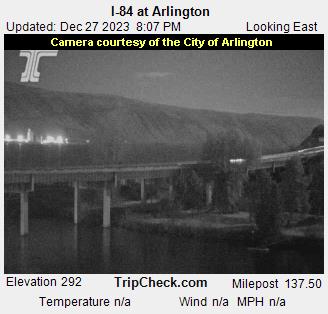 I-84 at Arlington
Updated: Dec 27 2023 8:07 PM Looking East
Camera courtesy of the City of Arlington
Elevation 292 TripCheck.com Milepost 137.50
Temperature n/a Wind n/a MPH n/a